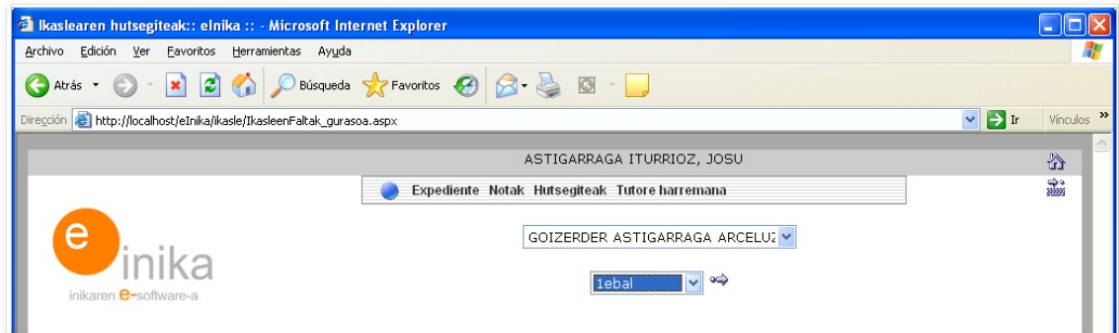 Ikaslearen hutsegiteak:: eInika :: - Microsoft Internet Explorer
Archivo Edición Ver Favoritos Herramientas Ayuda
Atrás Búsqueda Favoritos
Dirección http://localhost/eInika/ikasle/IkasleenFaltak_gurasoa.aspx Ir Vínculos »
ASTIGARRAGA ITURRIOZ, JOSU
Expediente Notak Hutsegiteak Tutore harremana
GOIZERDER ASTIGARRAGA ARCELUZ
1ebal
e inika
inikaren e-software-a